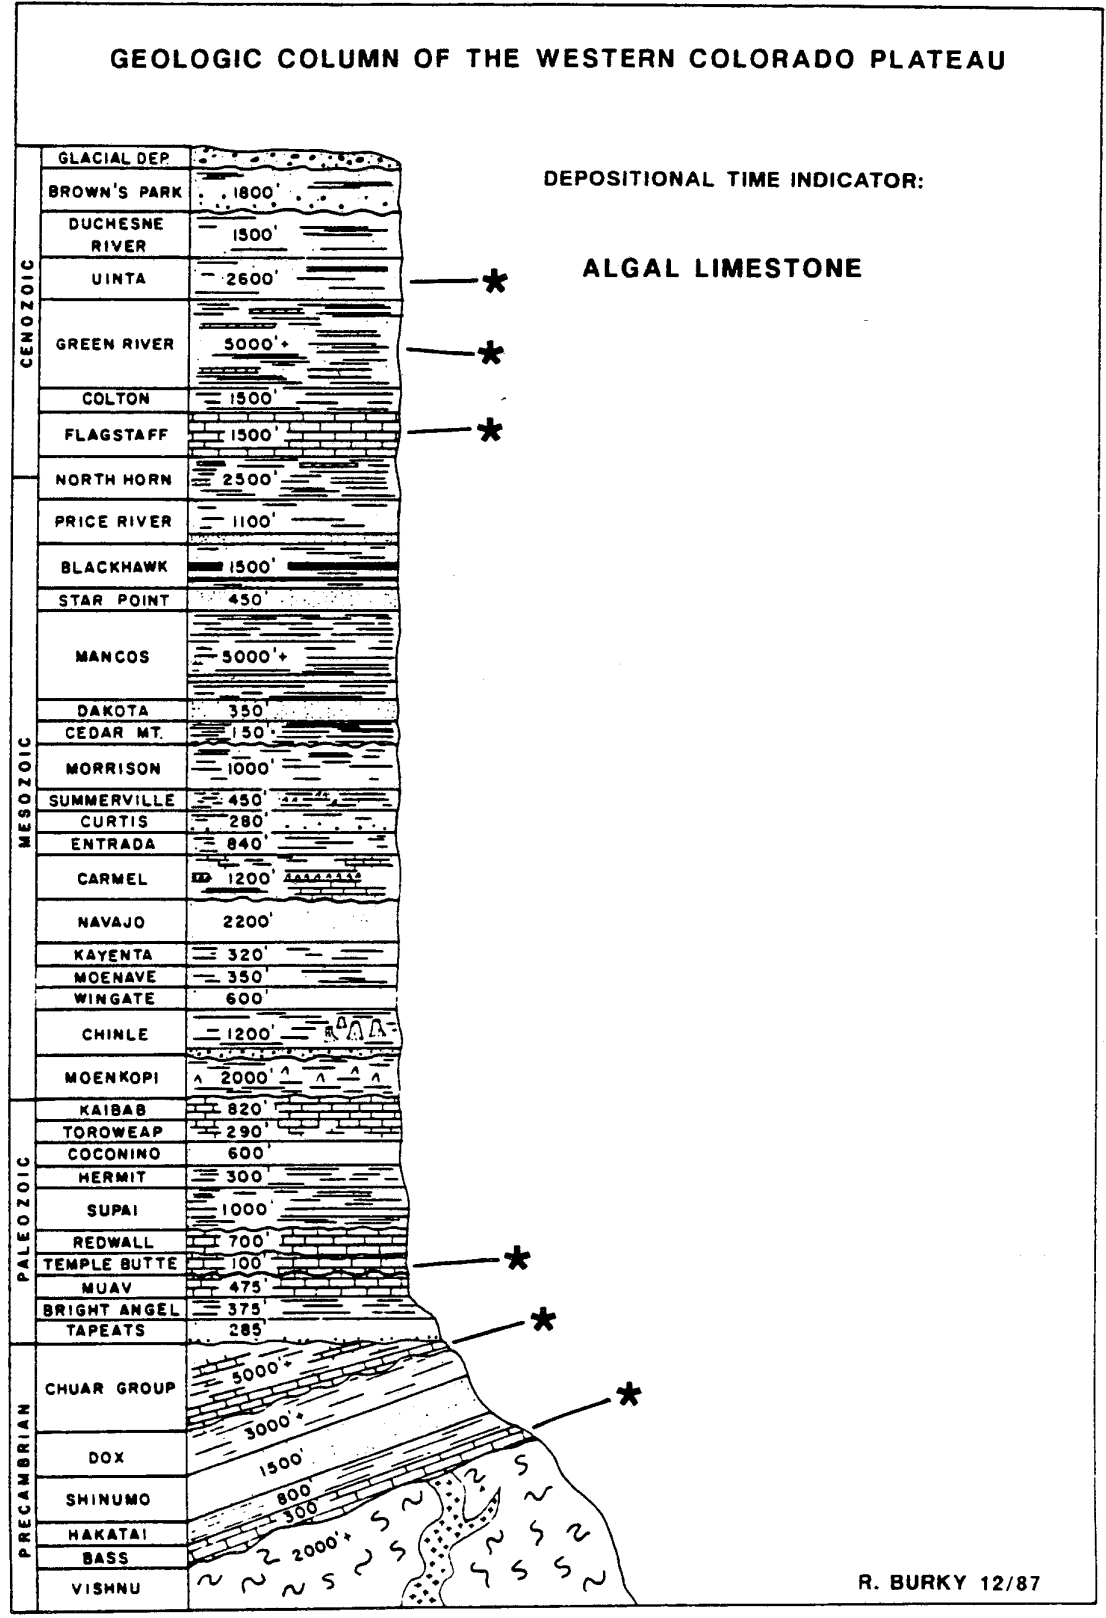 GEOLOGIC COLUMN OF THE WESTERN COLORADO PLATEAU
DEPOSITIONAL TIME INDICATOR:
ALGAL LIMESTONE
CENOZOIC
GLACIAL DEP.
BROWN'S PARK 1800'
DUCHESNE
RIVER 1500'
UINTA 2600' *
GREEN RIVER 5000'+ *
COLTON 1500'
FLAGSTAFF 1500' *
MESOZOIC
NORTH HORN 2500'
PRICE RIVER 1100'
BLACKHAWK 1500'
STAR POINT 450'
MANCOS 5000'+
DAKOTA 350'
CEDAR MT. 150'
MORRISON 1000'
SUMMERVILLE 450'
CURTIS 280'
ENTRADA 840'
CARMEL 1200'
NAVAJO 2200'
KAYENTA 320'
MOENAVE 350'
WINGATE 600'
CHINLE 1200'
MOENKOPI 2000'
PALEOZOIC
KAIBAB 820'
TOROWEAP 290'
COCONINO 600'
HERMIT 300'
SUPAI 1000'
REDWALL 700'
TEMPLE BUTTE 100' *
MUAV 475'
BRIGHT ANGEL 375'
TAPEATS 285' *
PRECAMBRIAN
CHUAR GROUP 5000'+
3000'+ *
DOX 1500'
SHINUMO 800'
HAKATAI 300'
BASS 2000'+
VISHNU
R. BURKY 12/87